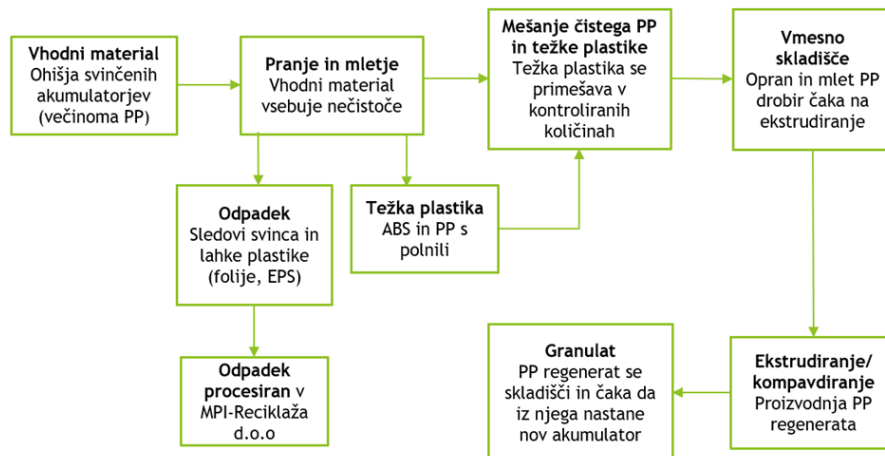 Vhodni material
Ohišja svinčenih
akumulatorjev
(večinoma PP)
Pranje in mletje
Vhodni material
vsebuje nečistoče
Mešanje čistega PP
in težke plastike
Težka plastika se
primešava v
kontroliranih
količinah
Vmesno
skladišče
Opran in mlet PP
drobir čaka na
ekstrudiranje
Odpadek
Sledovi svinca in
lahke plastike
(folije, EPS)
Težka plastika
ABS in PP s
polnili
Odpadek
procesiran v
MPI-Reciklaža
d.o.o
Granulat
PP regenerat se
skladišči in čaka da
iz njega nastane
nov akumulator
Ekstrudiranje/
kompavdiranje
Proizvodnja PP
regenerata